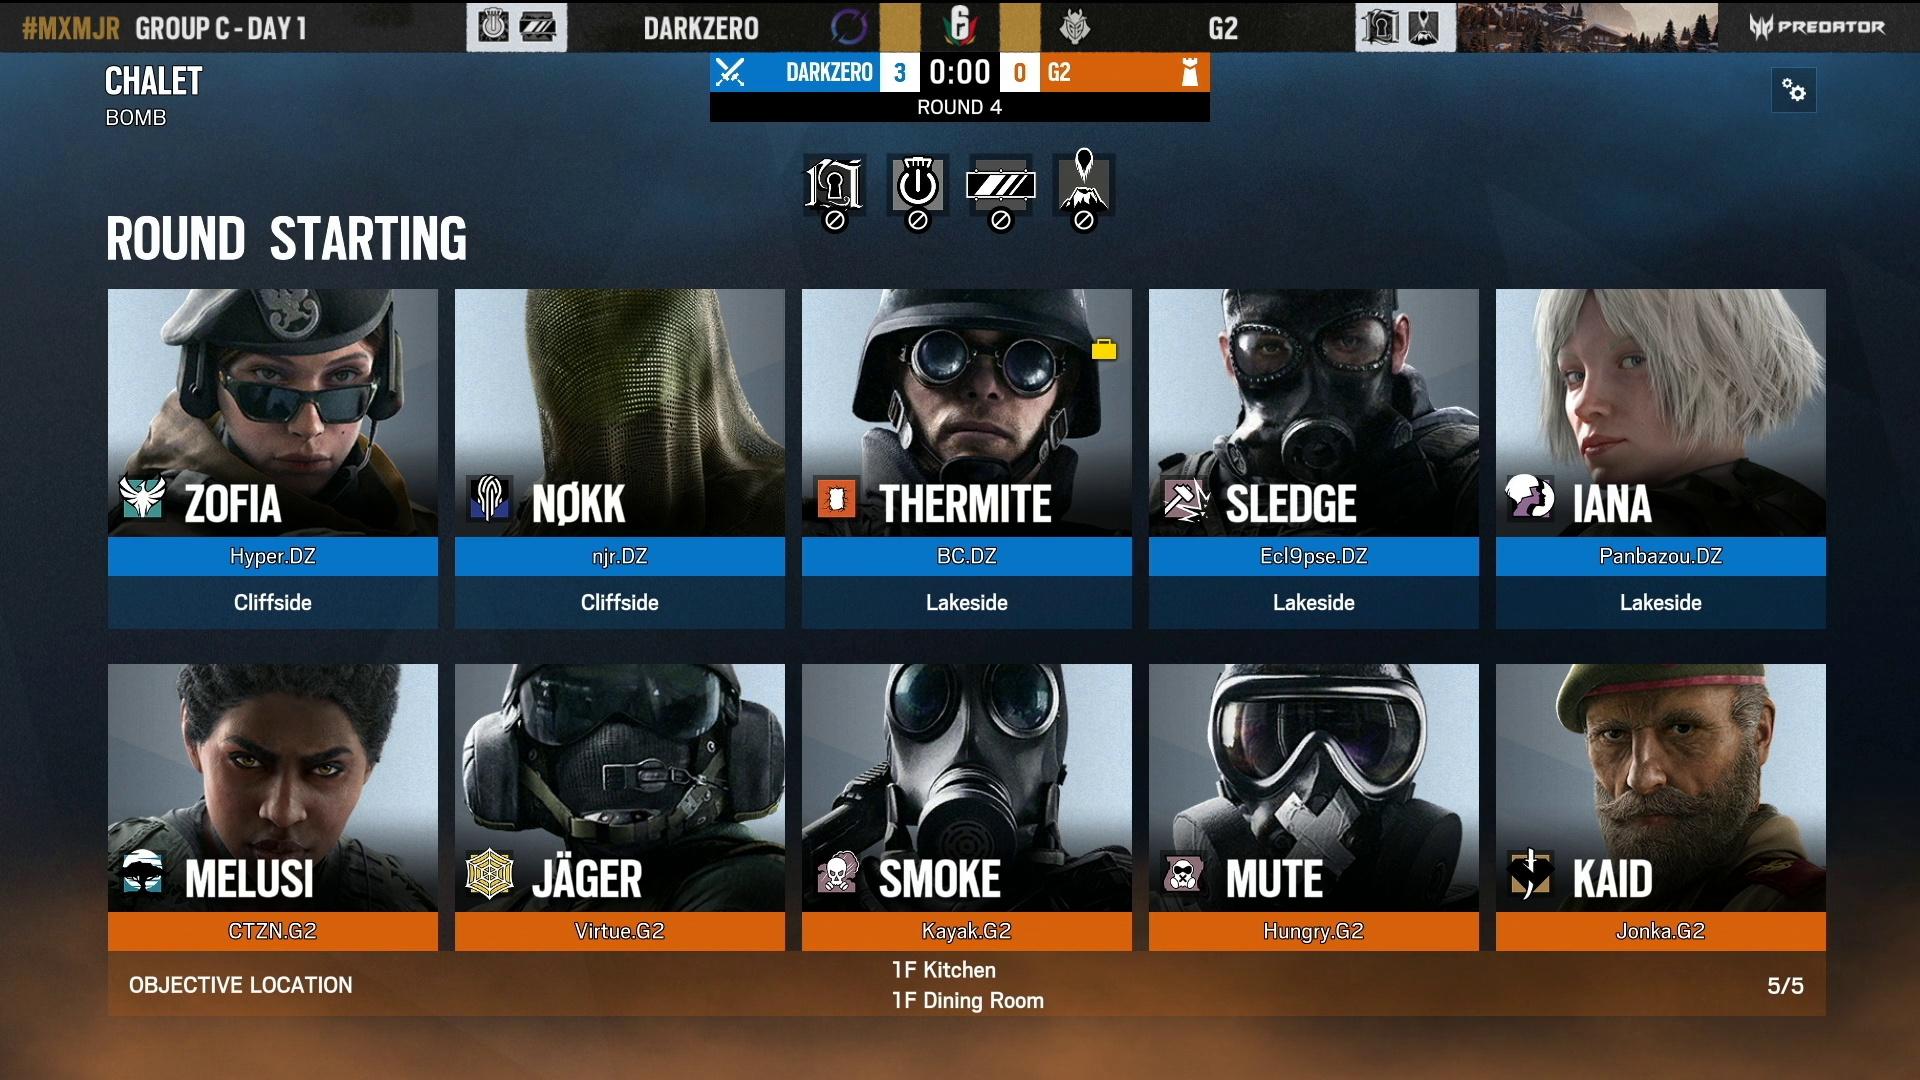 #MXMJR GROUP C - DAY 1
DARKZERO
G2
PREDATOR
CHALET
BOMB
DARKZERO 3 0:00 0 G2
ROUND 4
ROUND STARTING
ZOFIA
NØKK
THERMITE
SLEDGE
IANA
Hyper.DZ
njr.DZ
BC.DZ
Ecl9pse.DZ
Panbazou.DZ
Cliffside
Cliffside
Lakeside
Lakeside
Lakeside
MELUSI
JÄGER
SMOKE
MUTE
KAID
CTZN.G2
Virtue.G2
Kayak.G2
Hungry.G2
Jonka.G2
OBJECTIVE LOCATION
1F Kitchen
1F Dining Room
5/5